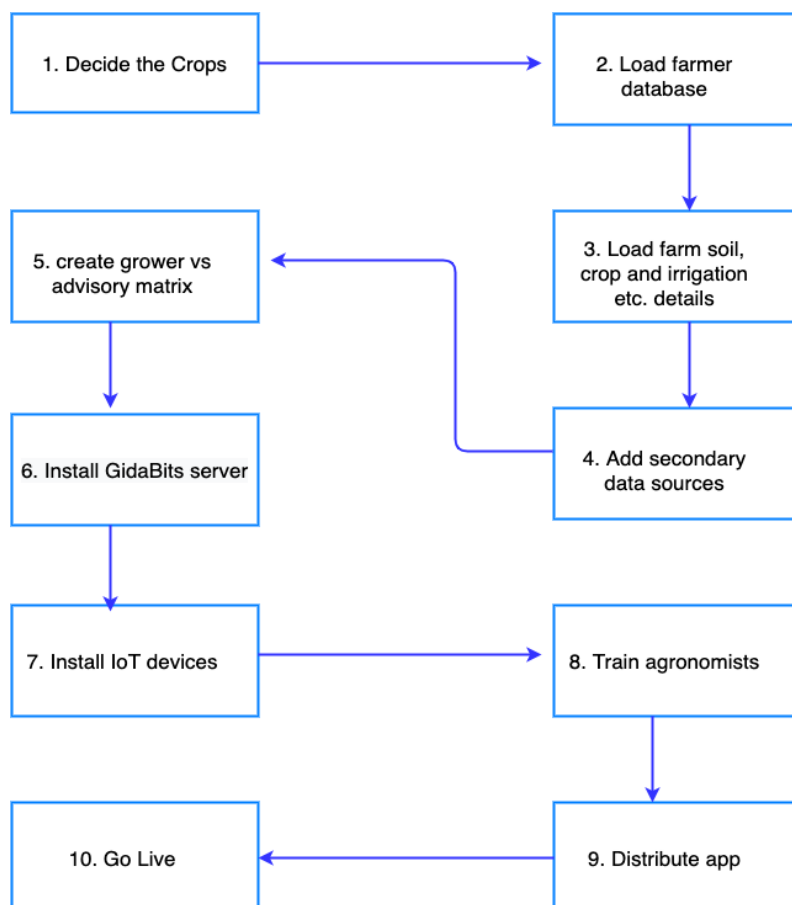 1. Decide the Crops
2. Load farmer
database
3. Load farm soil,
crop and irrigation
etc. details
4. Add secondary
data sources
5. create grower vs
advisory matrix
6. Install GidaBits server
7. Install IoT devices
8. Train agronomists
9. Distribute app
10. Go Live